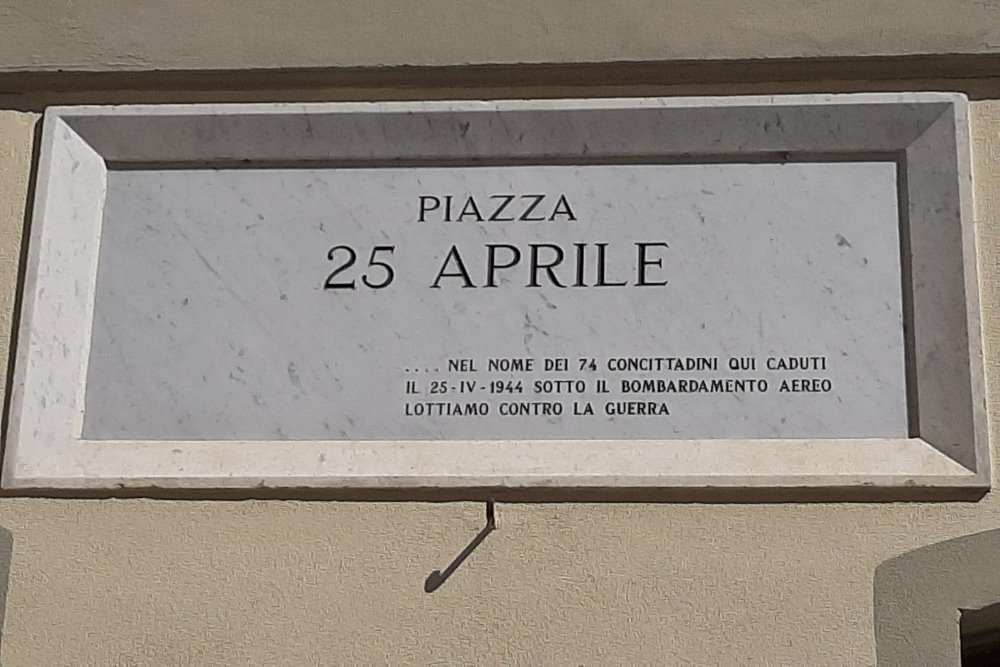 PIAZZA
25 APRILE
.... NEL NOME DEI 74 CONCITTADINI QUI CADUTI
IL 25-IV-1944 SOTTO IL BOMBARDAMENTO AEREO
LOTTIAMO CONTRO LA GUERRA